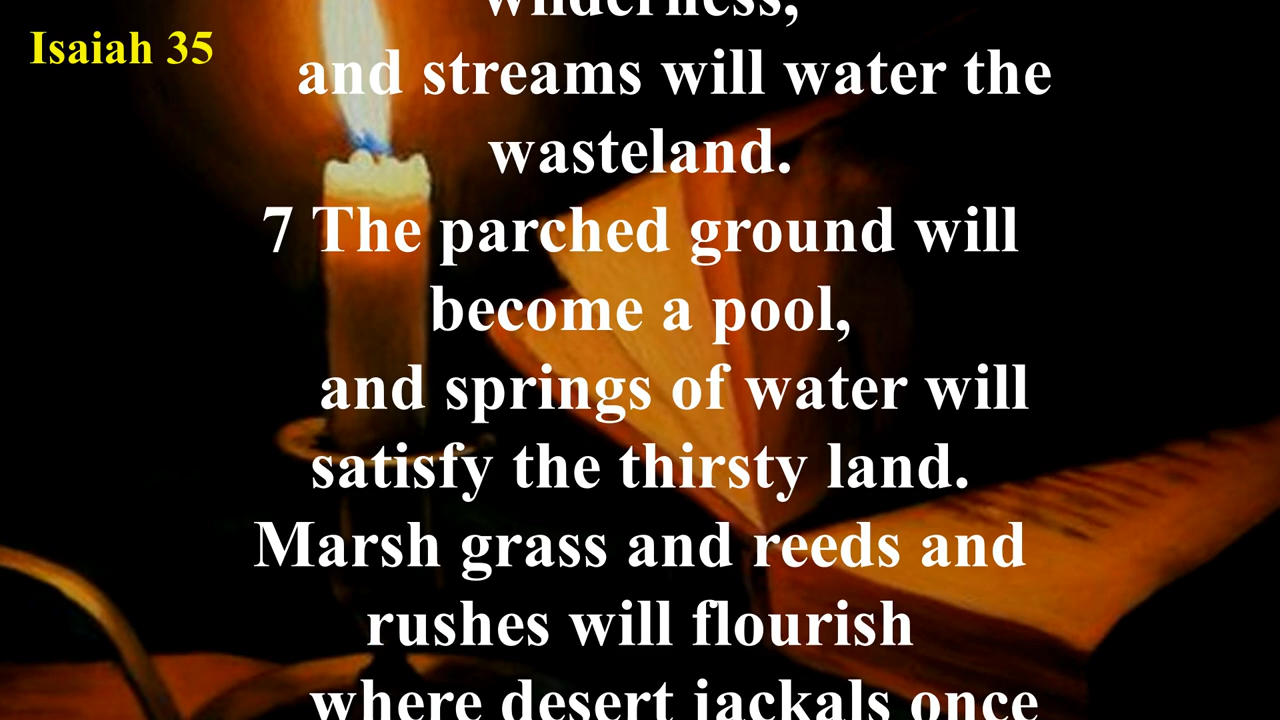 Isaiah 35
wilderness,
and streams will water the
wasteland.
7 The parched ground will
become a pool,
and springs of water will
satisfy the thirsty land.
Marsh grass and reeds and
rushes will flourish
where desert jackals once